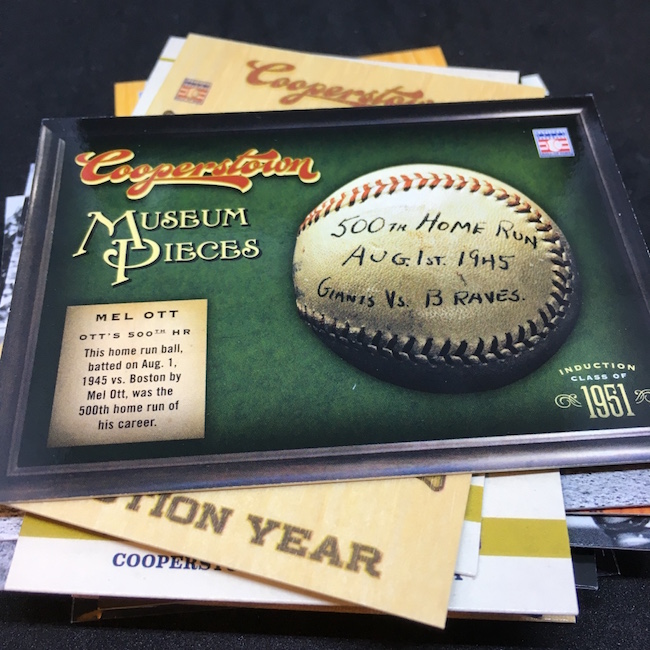 Cooperstown
Cooperstown
MUSEUM
PIECES
500TH HOME RUN
AUG. 1ST. 1945
GIANTS VS. BRAVES.
MEL OTT
OTT'S 500TH HR
This home run ball,
batted on Aug. 1,
1945 vs. Boston by
Mel Ott, was the
500th home run of
his career.
INDUCTION
CLASS OF
1951
TION YEAR
COOPERST